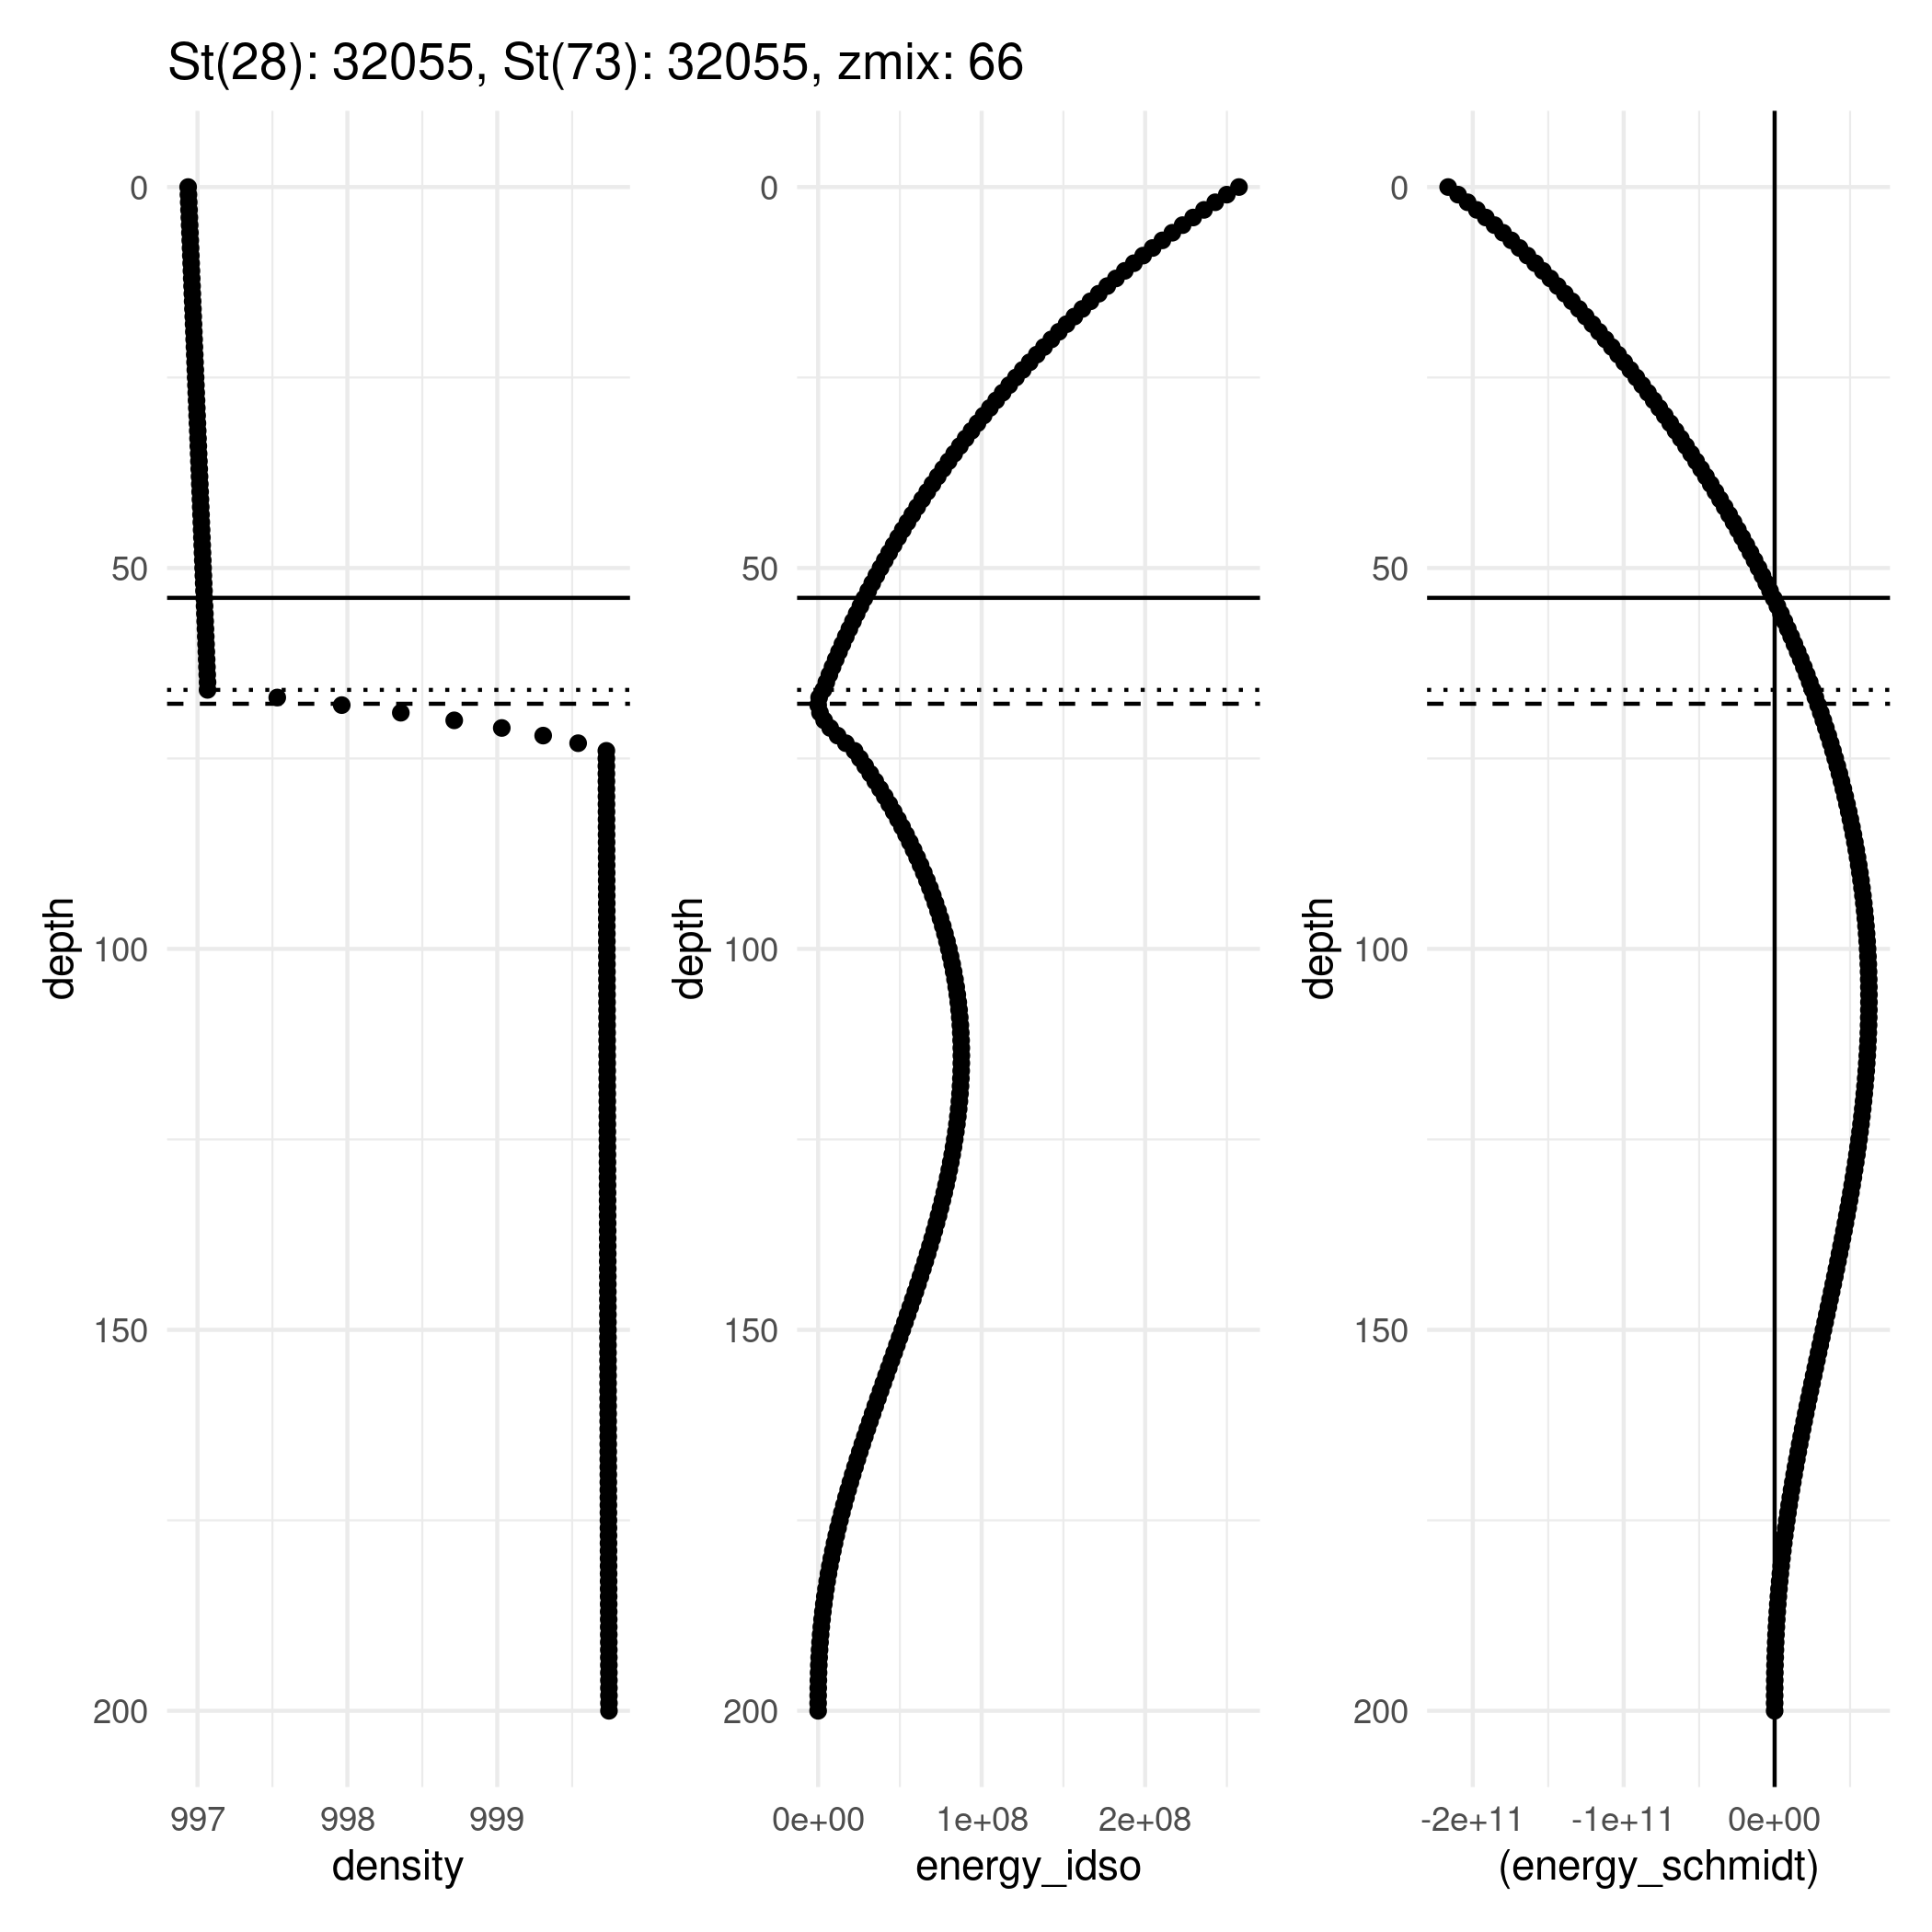 St(28): 32055, St(73): 32055, zmix: 66
0
50
100
150
200
depth
997 998 999
density
0
50
100
150
200
depth
0e+00 1e+08 2e+08
energy_idso
0
50
100
150
200
depth
-2e+11 -1e+11 0e+00
(energy_schmidt)